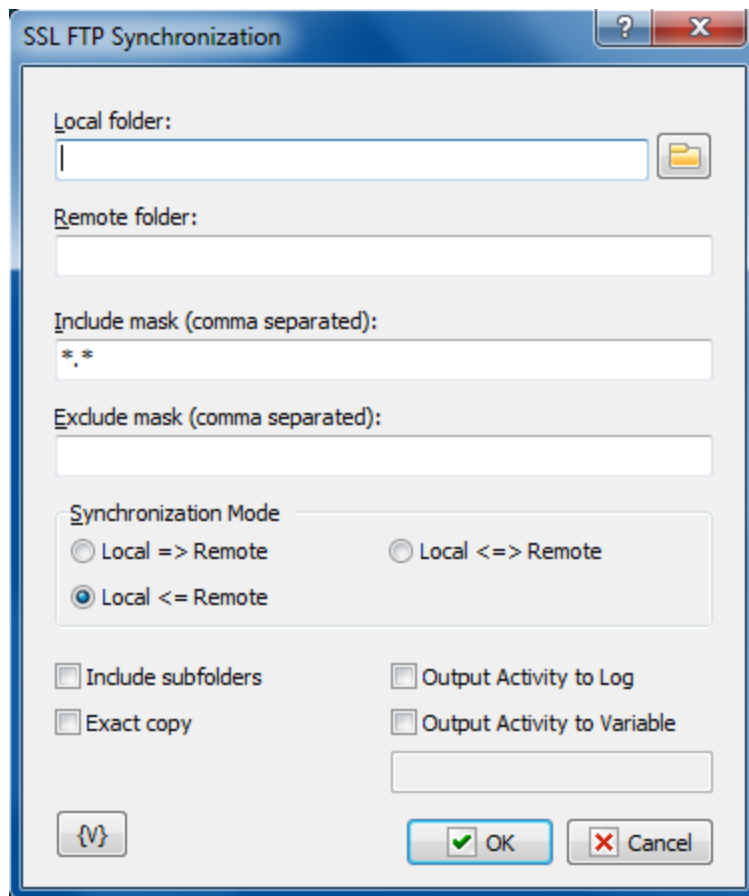 SSL FTP Synchronization
?
Local folder:
Remote folder:
Include mask (comma separated):
*.*
Exclude mask (comma separated):
Synchronization Mode
Local => Remote
Local <=> Remote
Local <= Remote
Include subfolders
Output Activity to Log
Exact copy
Output Activity to Variable
{V}
OK
Cancel